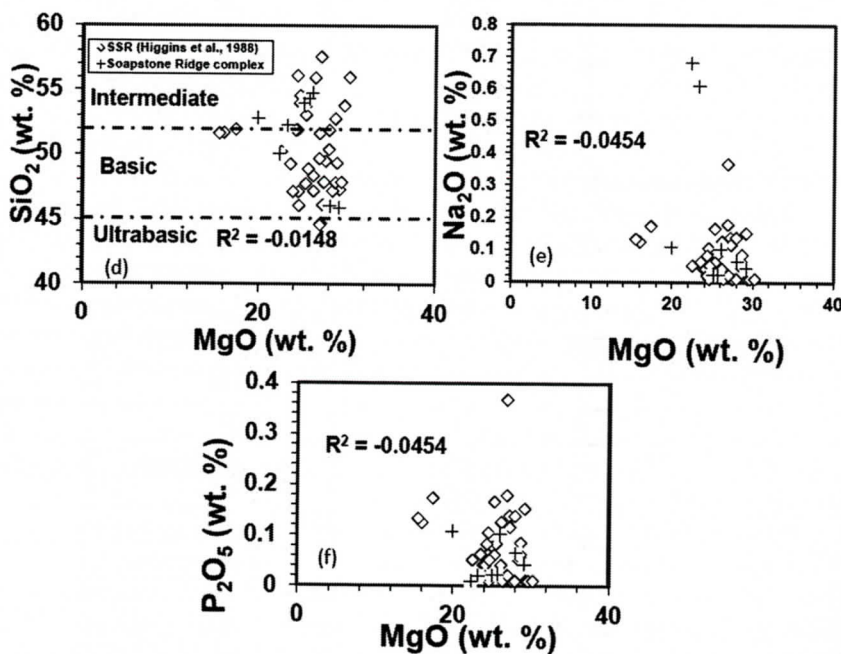 SiO2 (wt. %)
60
55
50
45
40
◇ SSR (Higgins et al., 1988)
+ Soapstone Ridge complex
Intermediate
Basic
Ultrabasic
R² = -0.0148
(d)
0
20
40
MgO (wt. %)
Na2O (wt. %)
0.8
0.7
0.6
0.5
0.4
0.3
0.2
0.1
0
R² = -0.0454
(e)
0
10
20
30
40
MgO (wt. %)
P2O5 (wt. %)
0.4
0.3
0.2
0.1
0
R² = -0.0454
(f)
0
20
40
MgO (wt. %)